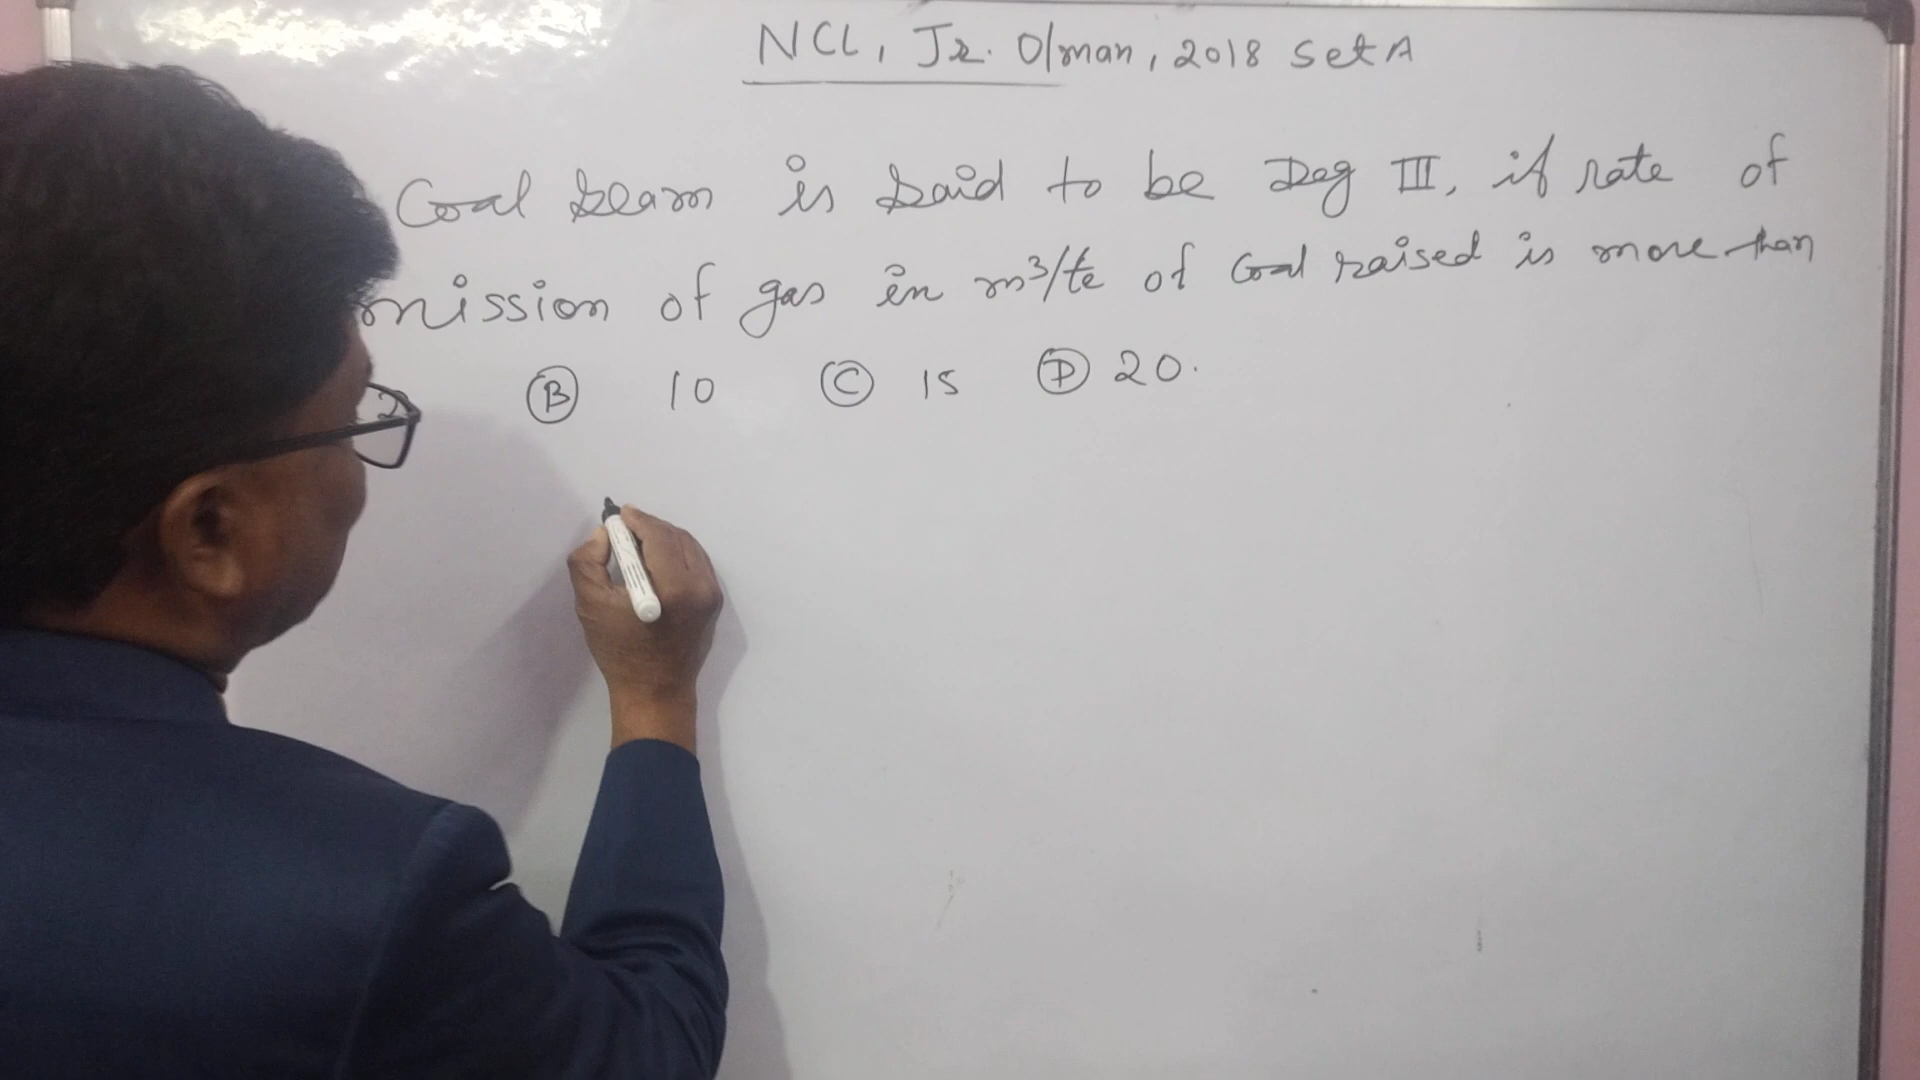 NCL, Jr. O/man, 2018 Set A
Coal seam is said to be Deg III, if rate of
mission of gas in m³/te of Coal raised is more than
Ⓑ 10 Ⓒ 15 Ⓓ 20.